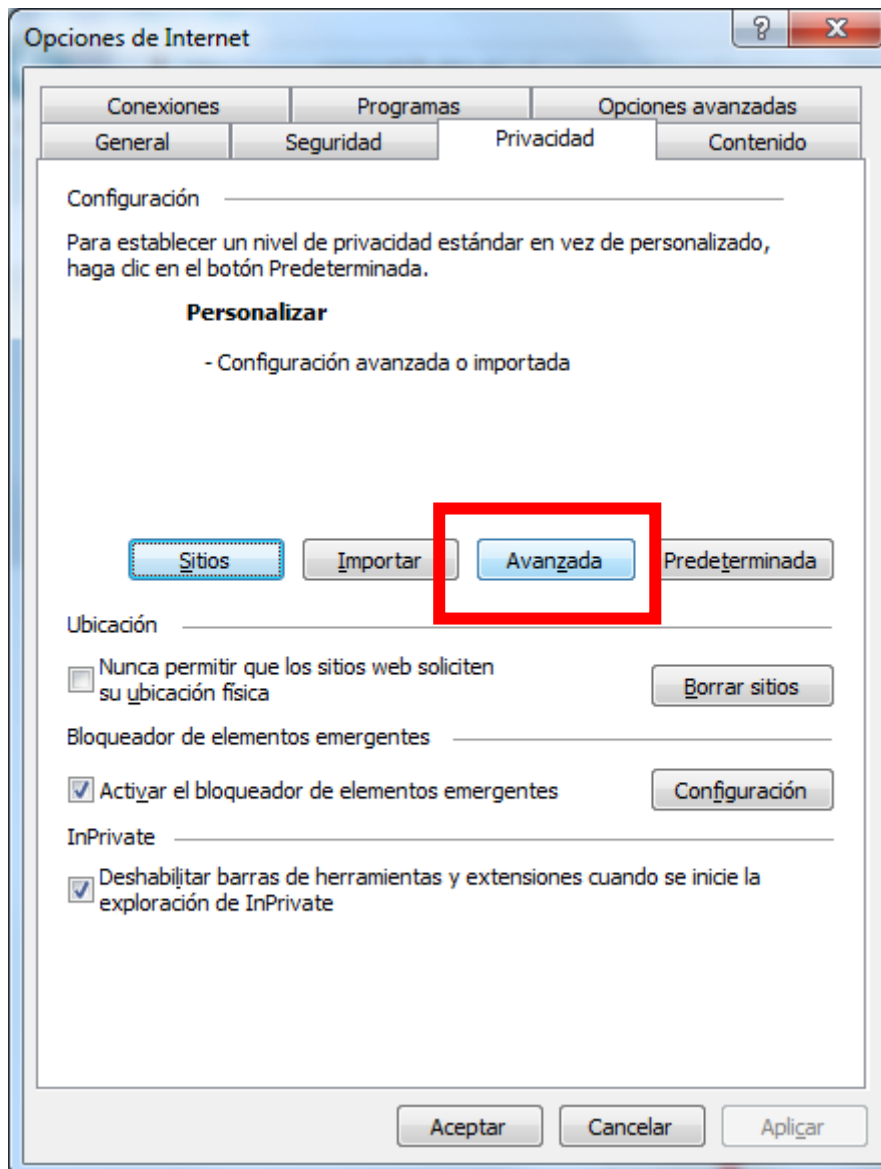 Opciones de Internet
Conexiones Programas Opciones avanzadas
General Seguridad Privacidad Contenido
Configuración
Para establecer un nivel de privacidad estándar en vez de personalizado,
haga clic en el botón Predeterminada.
Personalizar
- Configuración avanzada o importada
Sitios Importar Avanzada Predeterminada
Ubicación
Nunca permitir que los sitios web soliciten
su ubicación física
Borrar sitios
Bloqueador de elementos emergentes
Activar el bloqueador de elementos emergentes Configuración
InPrivate
Deshabilitar barras de herramientas y extensiones cuando se inicie la
exploración de InPrivate
Aceptar Cancelar Aplicar